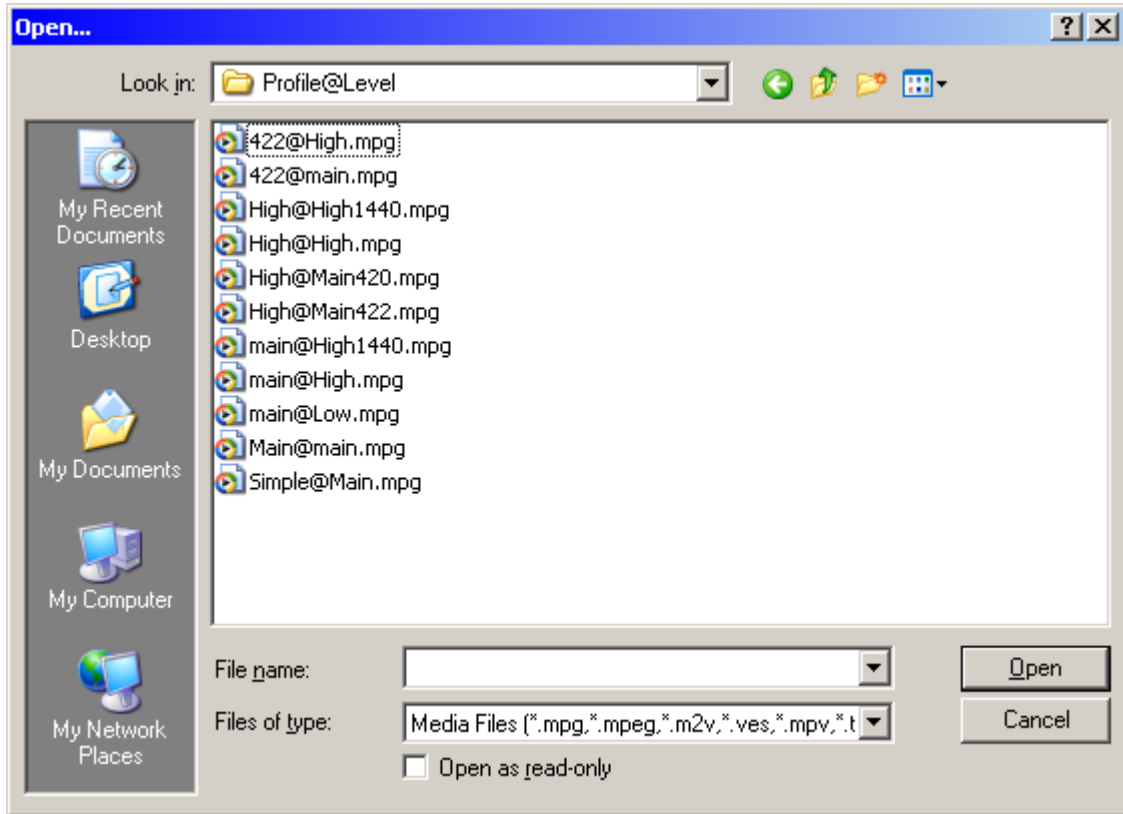 Open...
Look in: Profile@Level
422@High.mpg
422@main.mpg
High@High1440.mpg
High@High.mpg
High@Main420.mpg
High@Main422.mpg
main@High1440.mpg
main@High.mpg
main@Low.mpg
Main@main.mpg
Simple@Main.mpg
My Recent
Documents
Desktop
My Documents
My Computer
My Network
Places
File name:
Open
Files of type: Media Files (*.mpg,*.mpeg,*.m2v,*.ves,*.mpv,*.t
Cancel
Open as read-only